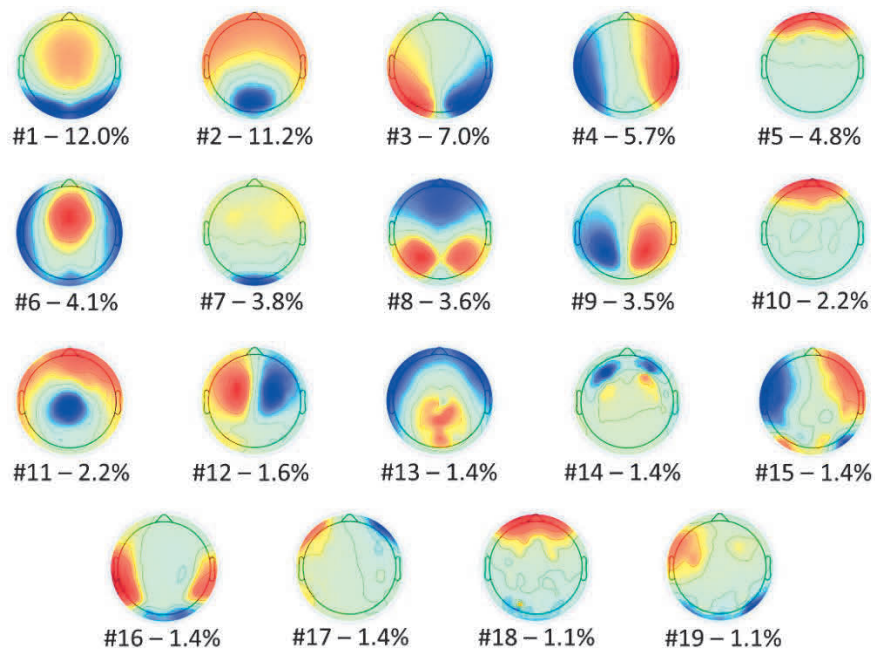 #1 – 12.0% #2 – 11.2% #3 – 7.0% #4 – 5.7% #5 – 4.8%
#6 – 4.1% #7 – 3.8% #8 – 3.6% #9 – 3.5% #10 – 2.2%
#11 – 2.2% #12 – 1.6% #13 – 1.4% #14 – 1.4% #15 – 1.4%
#16 – 1.4% #17 – 1.4% #18 – 1.1% #19 – 1.1%